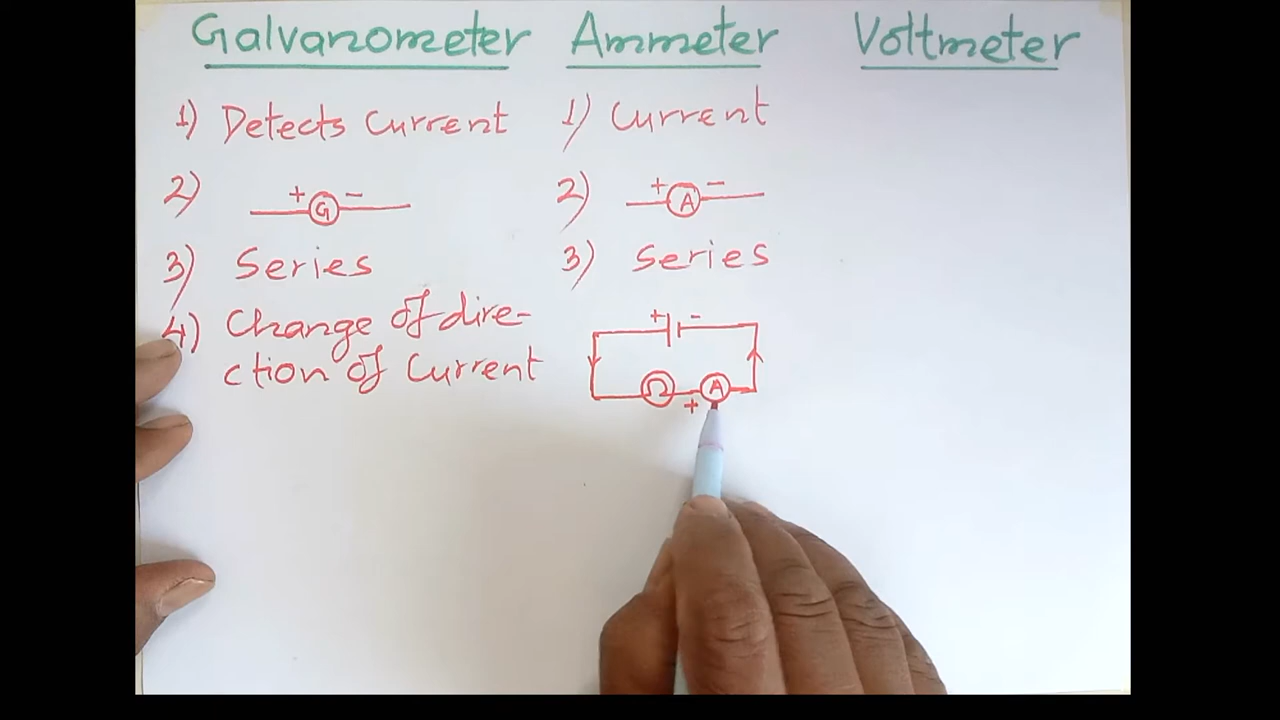 Galvanometer Ammeter Voltmeter
1) Detects Current 1) Current
2) + G - 2) + A -
3) Series 3) Series
4) Change of dire-
ction of Current
+ -
Ω + A